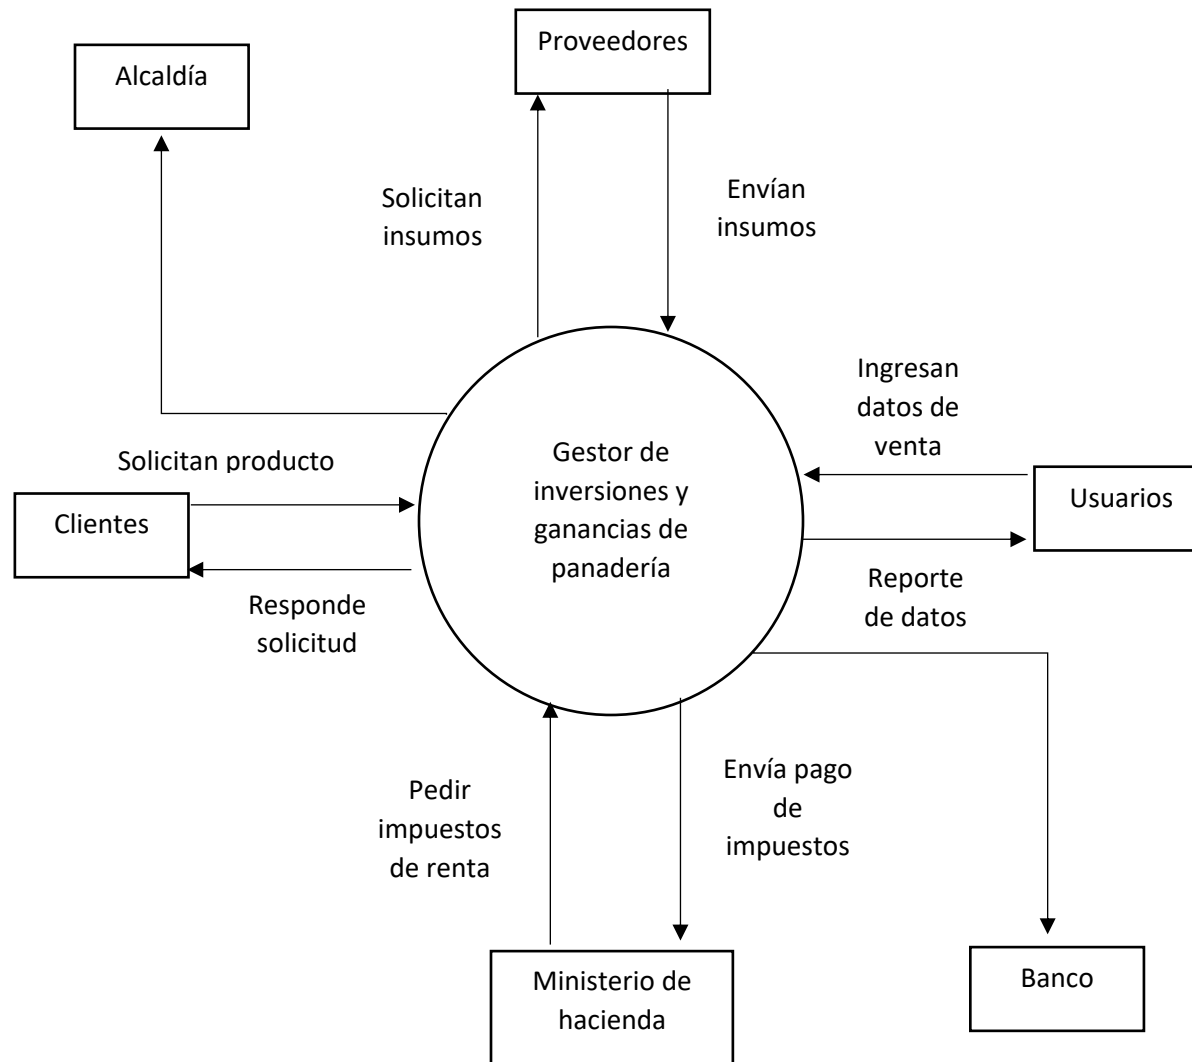 Proveedores
Alcaldía
Solicitan
insumos
Envían
insumos
Ingresan
datos de
venta
Solicitan producto
Gestor de
inversiones y
ganancias de
panadería
Clientes
Usuarios
Responde
solicitud
Reporte
de datos
Pedir
impuestos
de renta
Envía pago
de
impuestos
Ministerio de
hacienda
Banco